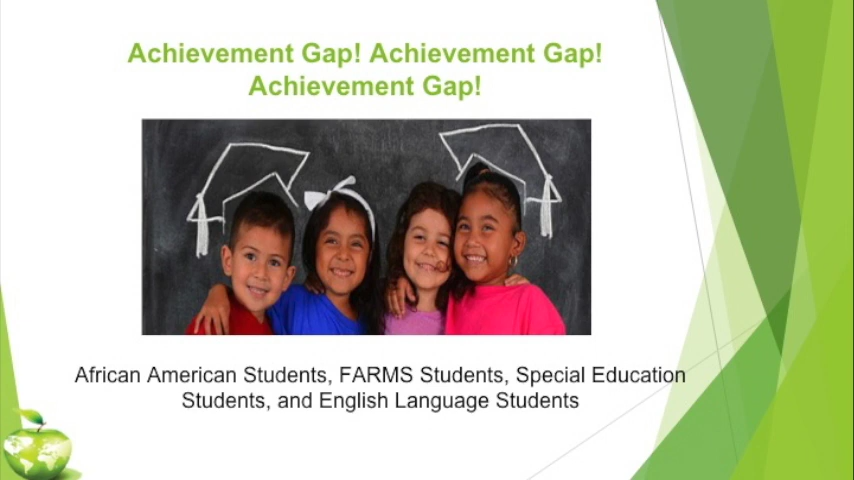 Achievement Gap! Achievement Gap!
Achievement Gap!
African American Students, FARMS Students, Special Education
Students, and English Language Students